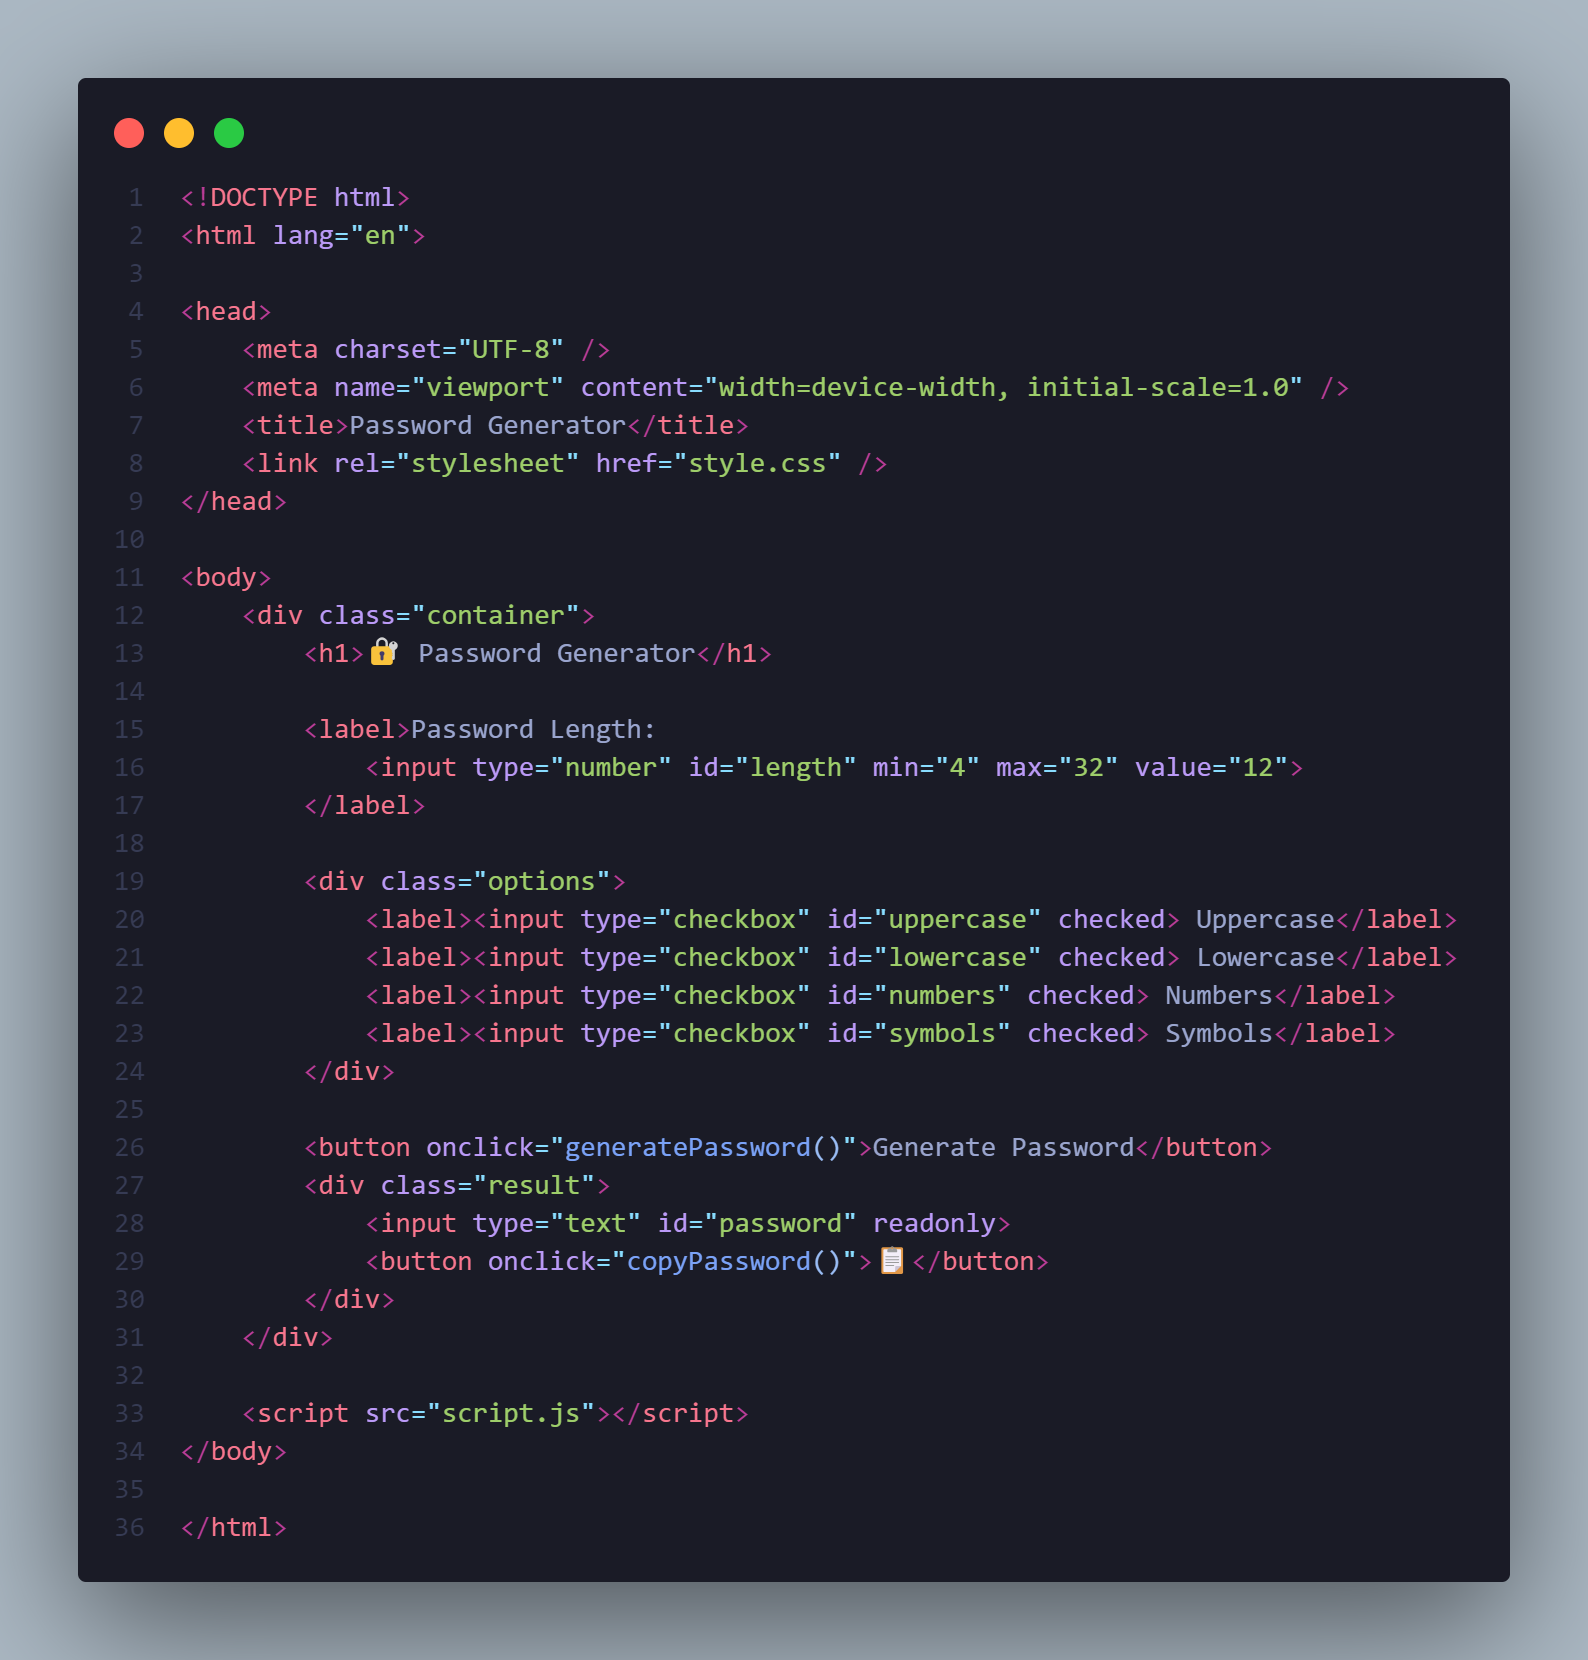 1 <!DOCTYPE html>
2 <html lang="en">
3
4 <head>
5     <meta charset="UTF-8" />
6     <meta name="viewport" content="width=device-width, initial-scale=1.0" />
7     <title>Password Generator</title>
8     <link rel="stylesheet" href="style.css" />
9 </head>
10
11 <body>
12     <div class="container">
13         <h1>🔐 Password Generator</h1>
14
15         <label>Password Length:
16             <input type="number" id="length" min="4" max="32" value="12">
17         </label>
18
19         <div class="options">
20             <label><input type="checkbox" id="uppercase" checked> Uppercase</label>
21             <label><input type="checkbox" id="lowercase" checked> Lowercase</label>
22             <label><input type="checkbox" id="numbers" checked> Numbers</label>
23             <label><input type="checkbox" id="symbols" checked> Symbols</label>
24         </div>
25
26         <button onclick="generatePassword()">Generate Password</button>
27         <div class="result">
28             <input type="text" id="password" readonly>
29             <button onclick="copyPassword()">📋</button>
30         </div>
31     </div>
32
33     <script src="script.js"></script>
34 </body>
35
36 </html>